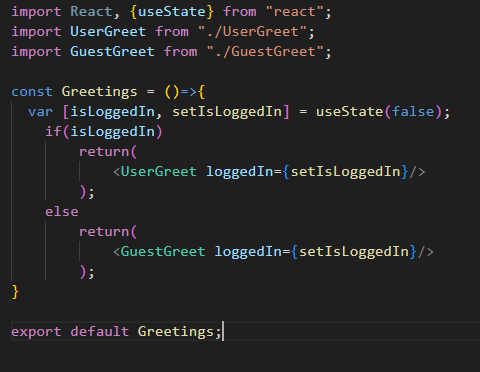 import React, {useState} from "react";
import UserGreet from "./UserGreet";
import GuestGreet from "./GuestGreet";

const Greetings = ()=>{
  var [isLoggedIn, setIsLoggedIn] = useState(false);
    if(isLoggedIn)
        return(
            <UserGreet loggedIn={setIsLoggedIn}/>
        );
    else
        return(
            <GuestGreet loggedIn={setIsLoggedIn}/>
        );
}

export default Greetings;